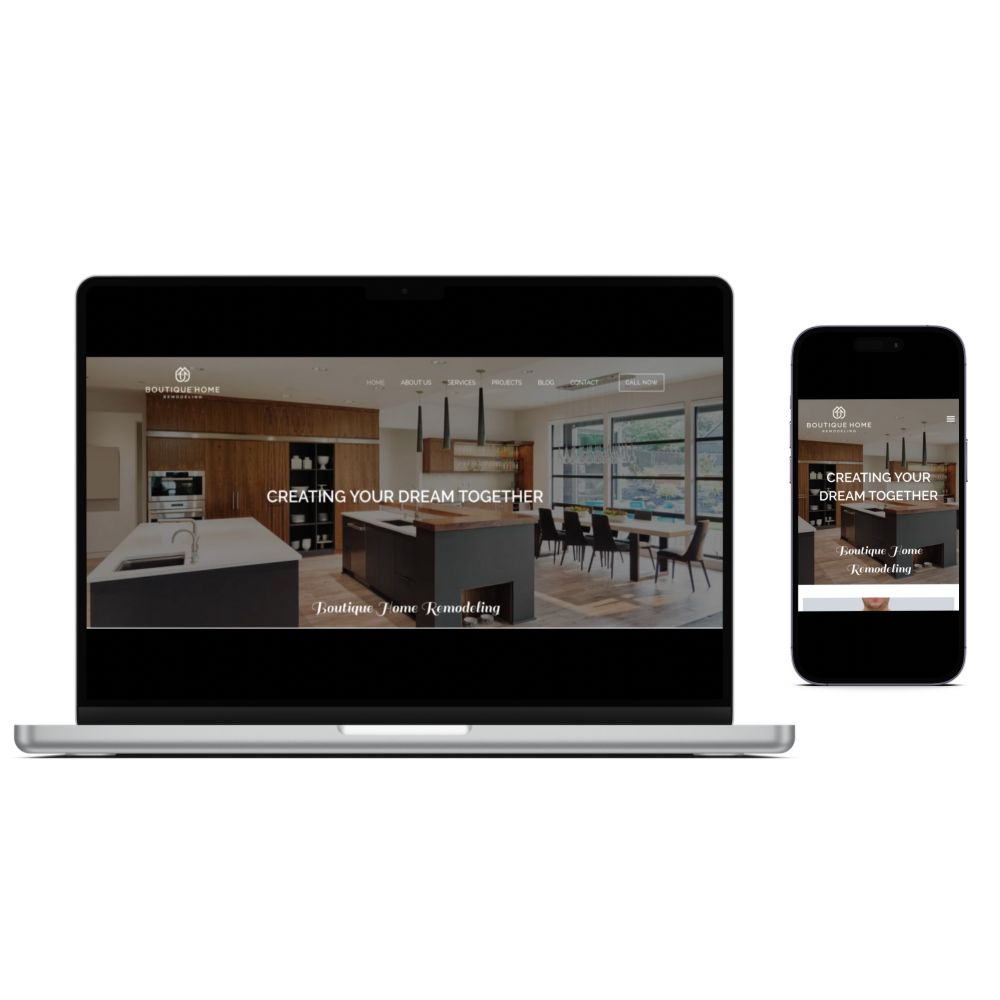 BOUTIQUE HOME
REMODELING
HOME ABOUT US SERVICES PROJECTS BLOG CONTACT CALL NOW
CREATING YOUR DREAM TOGETHER
Boutique Home Remodeling
BOUTIQUE HOME
REMODELING
CREATING YOUR
DREAM TOGETHER
Boutique Home
Remodeling